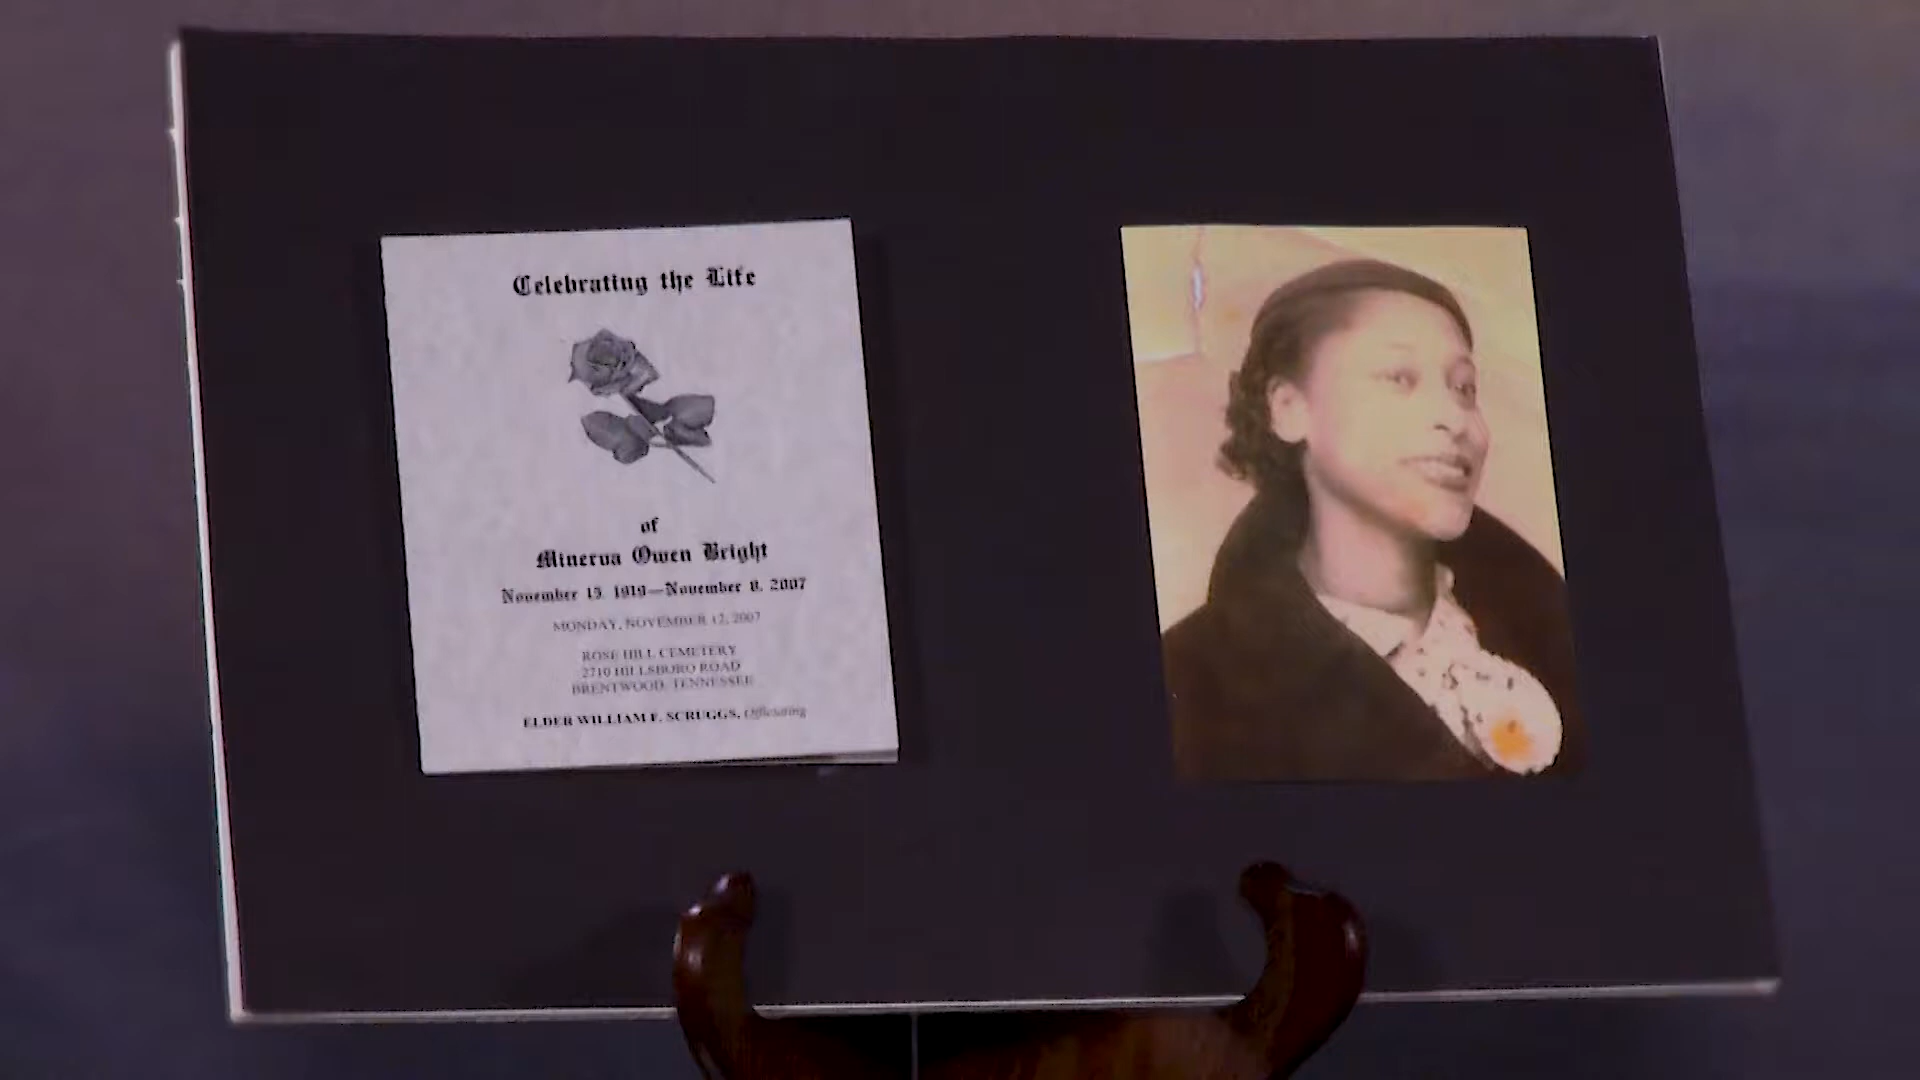 Celebrating the Life
of
Minerva Owen Bright
November 15, 1919—November 8, 2007
MONDAY, NOVEMBER 12, 2007
ROSE HILL CEMETERY
2710 HILLSBORO ROAD
BRENTWOOD, TENNESSEE
ELDER WILLIAM F. SCRUGGS, Officiating